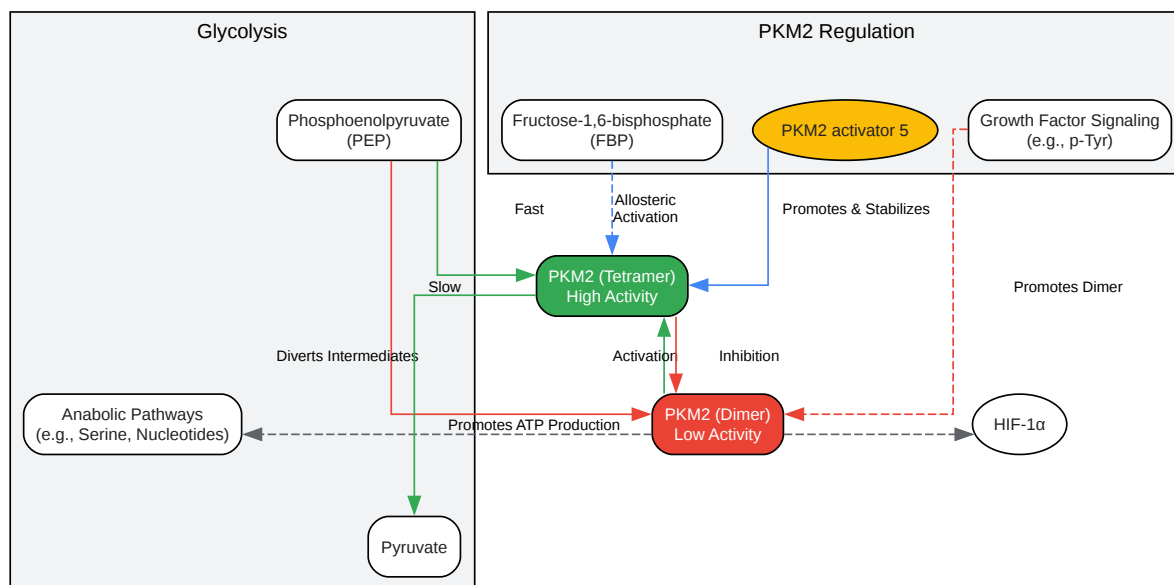 Glycolysis
PKM2 Regulation
Phosphoenolpyruvate
(PEP)
Fructose-1,6-bisphosphate
(FBP)
PKM2 activator 5
Growth Factor Signaling
(e.g., p-Tyr)
Fast
Allosteric
Activation
Promotes & Stabilizes
PKM2 (Tetramer)
High Activity
Slow
Promotes Dimer
Diverts Intermediates
Activation
Inhibition
Anabolic Pathways
(e.g., Serine, Nucleotides)
Promotes ATP Production
PKM2 (Dimer)
Low Activity
HIF-1α
Pyruvate